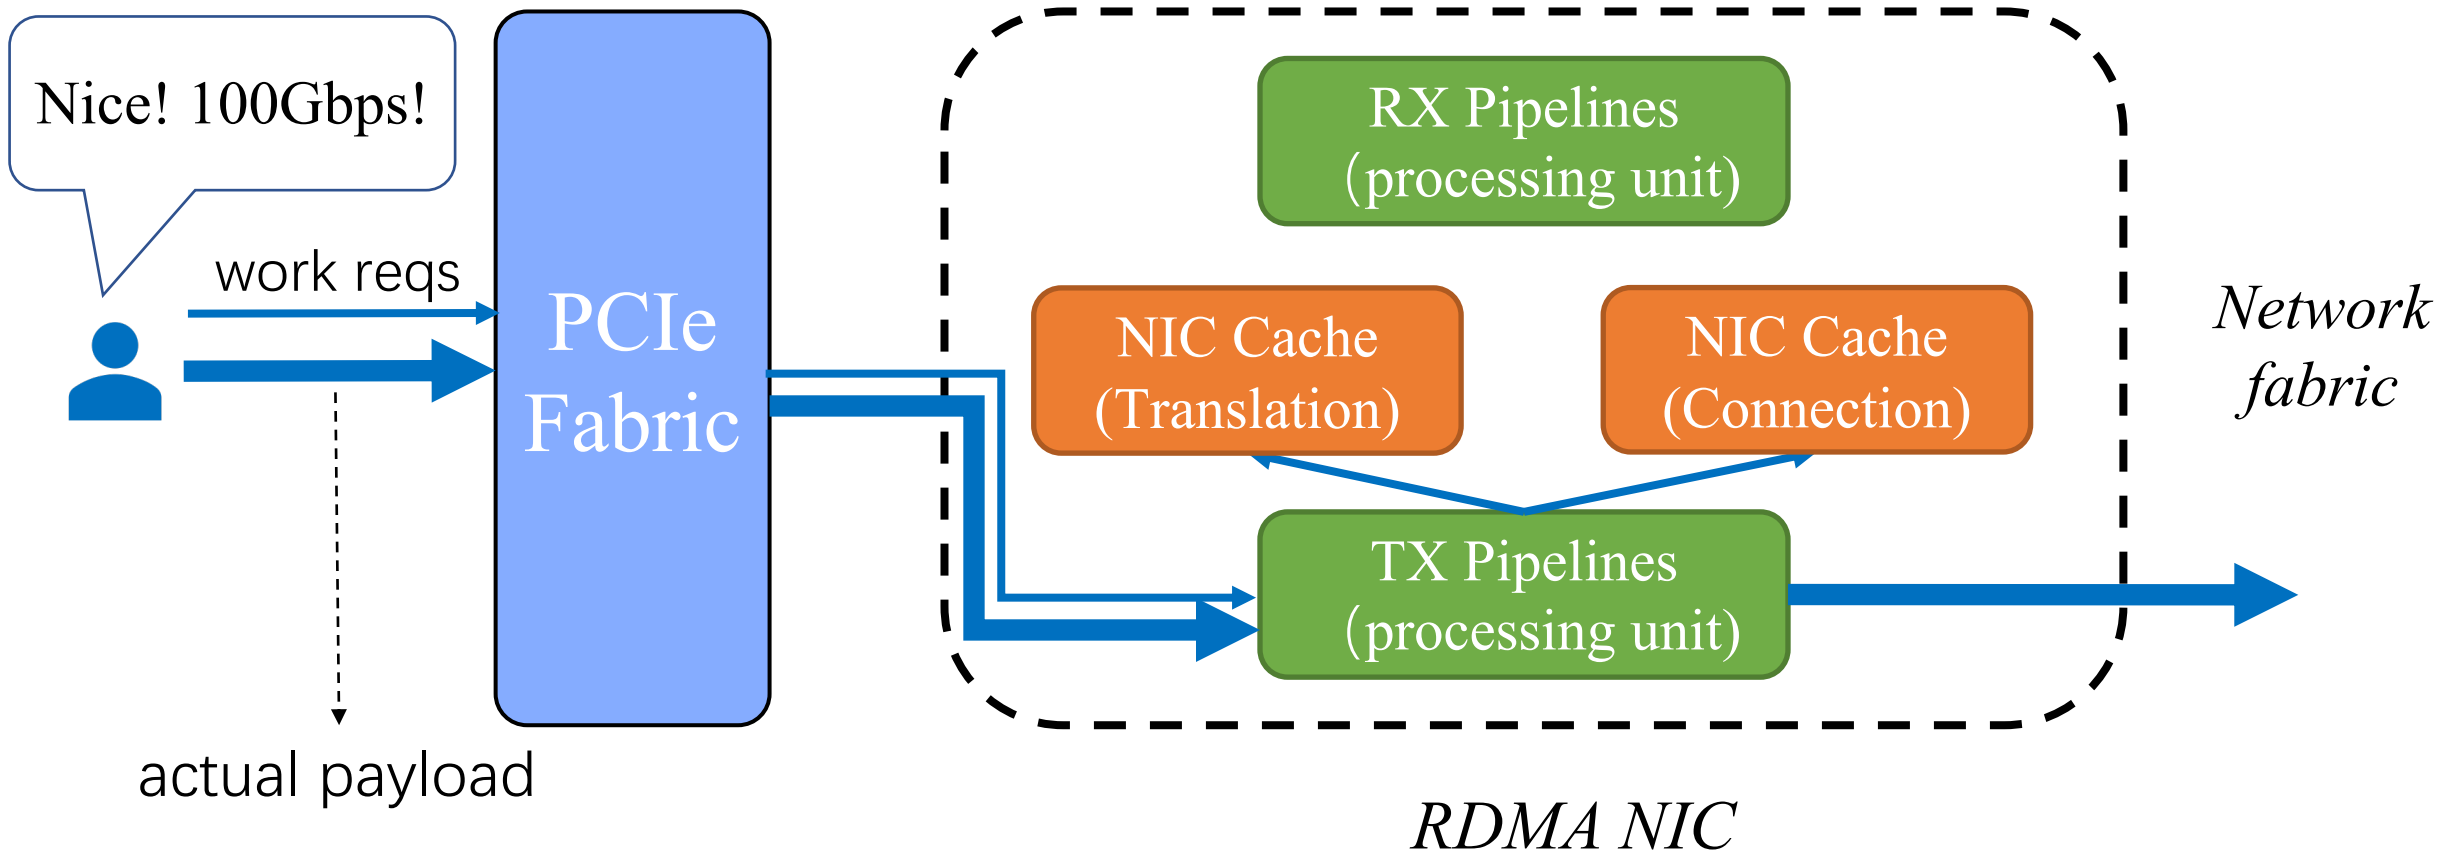 Nice! 100Gbps!
work reqs
actual payload
PCIe
Fabric
RX Pipelines
(processing unit)
NIC Cache
(Translation)
NIC Cache
(Connection)
TX Pipelines
(processing unit)
RDMA NIC
Network
fabric